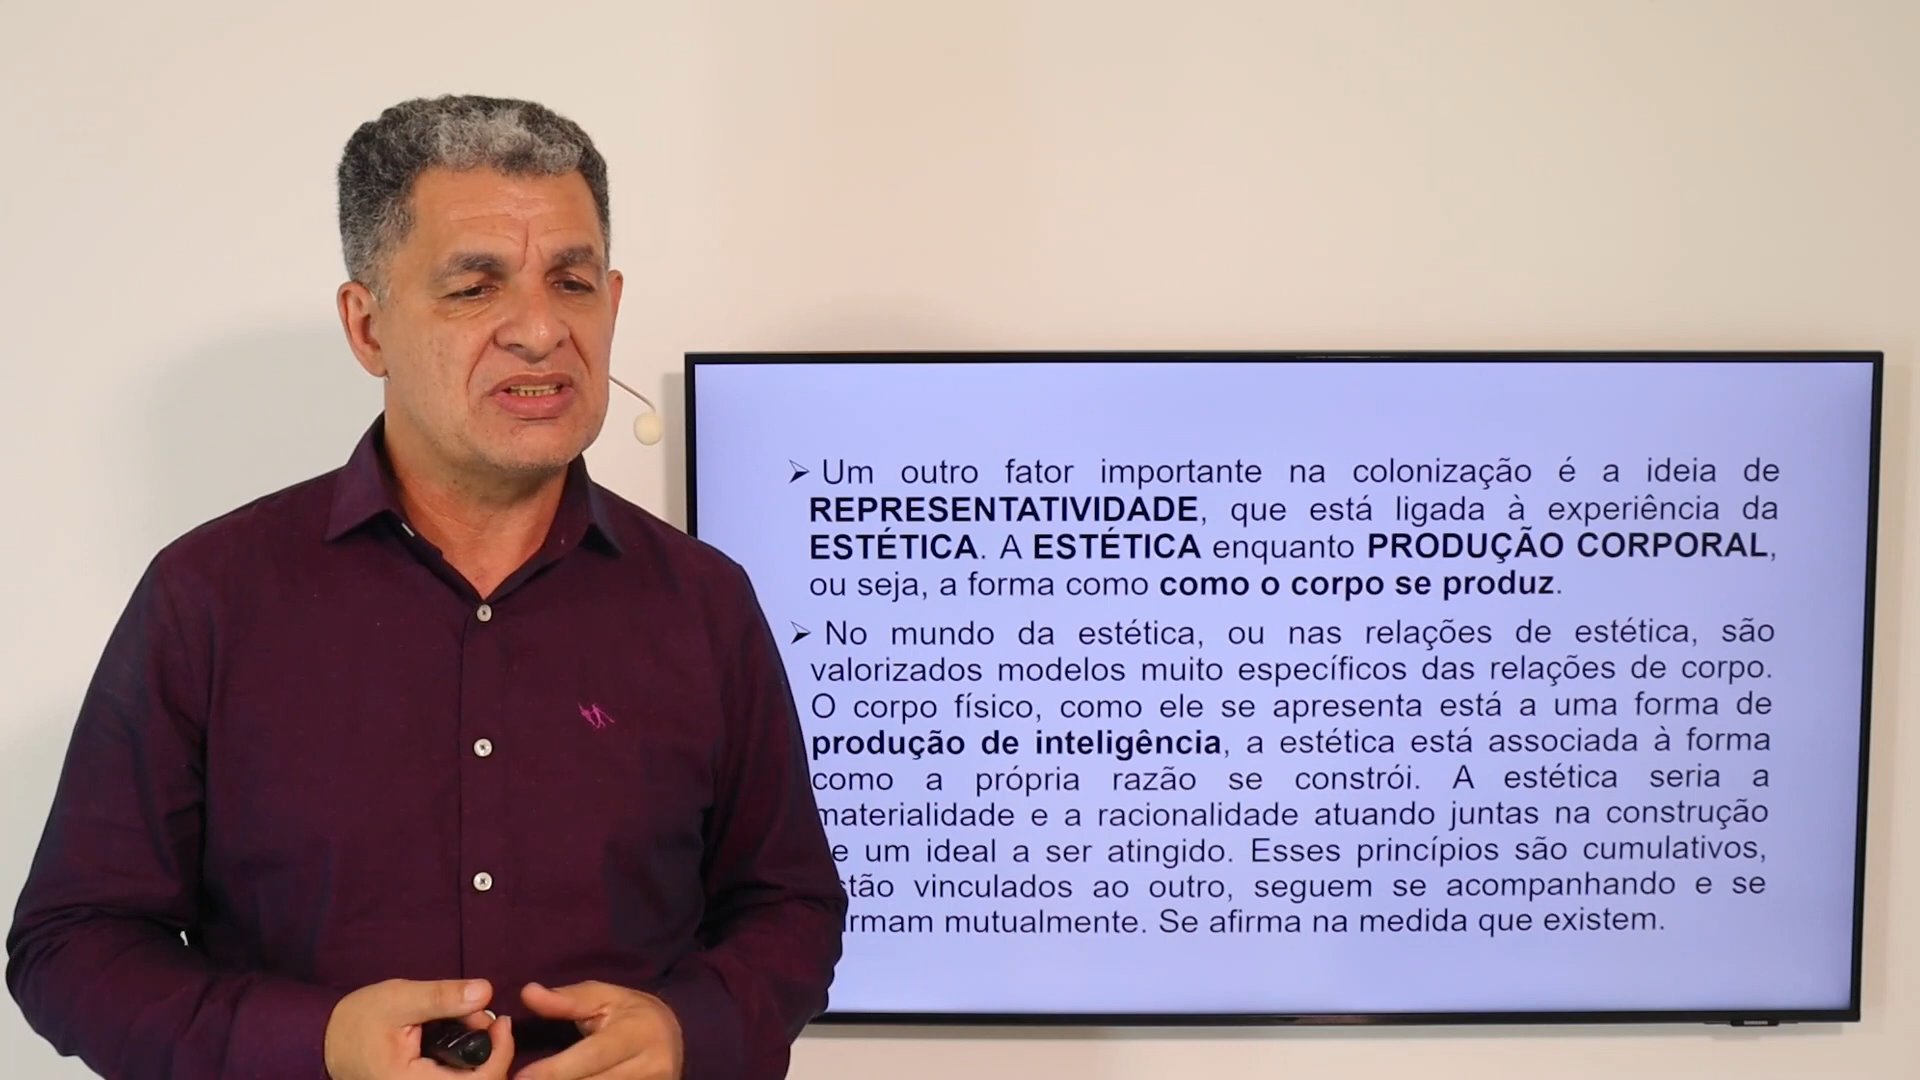 ➢ Um outro fator importante na colonização é a ideia de
REPRESENTATIVIDADE, que está ligada à experiência da
ESTÉTICA. A ESTÉTICA enquanto PRODUÇÃO CORPORAL,
ou seja, a forma como como o corpo se produz.
➢ No mundo da estética, ou nas relações de estética, são
valorizados modelos muito específicos das relações de corpo.
O corpo físico, como ele se apresenta está a uma forma de
produção de inteligência, a estética está associada à forma
como a própria razão se constrói. A estética seria a
materialidade e a racionalidade atuando juntas na construção
um ideal a ser atingido. Esses princípios são cumulativos,
vinculados ao outro, seguem se acompanhando e se
mutualmente. Se afirma na medida que existem.